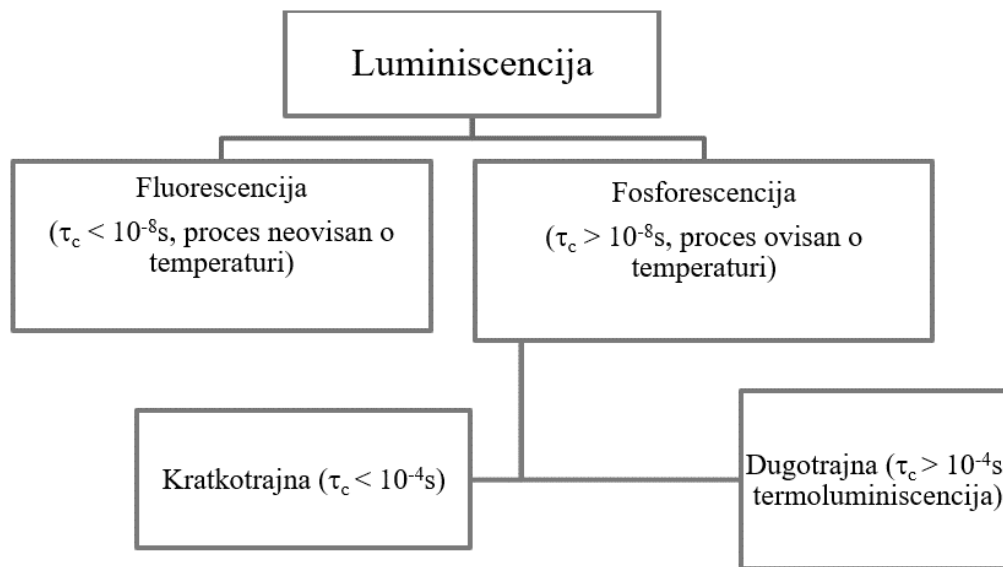 Luminiscencija
Fluorescencija
(τc < 10-8s, proces neovisan o
temperaturi)
Fosforescencija
(τc > 10-8s, proces ovisan o
temperaturi)
Kratkotrajna (τc < 10-4s)
Dugotrajna (τc > 10-4s
termoluminiscencija)